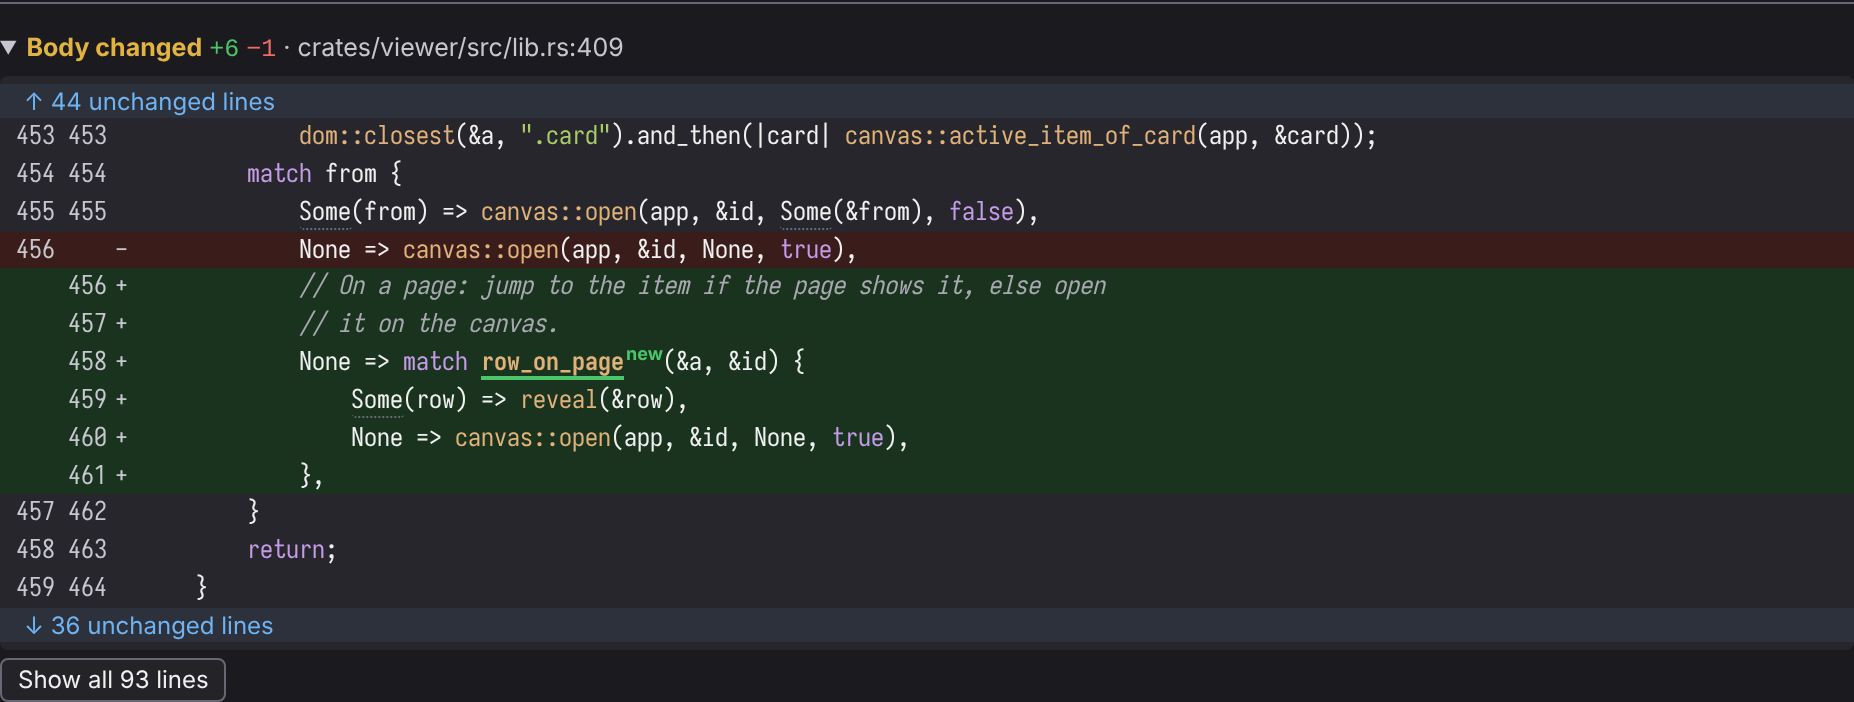 ▼ Body changed +6 −1 · crates/viewer/src/lib.rs:409
↑ 44 unchanged lines
453 453 dom::closest(&a, ".card").and_then(|card| canvas::active_item_of_card(app, &card));
454 454 match from {
455 455 Some(from) => canvas::open(app, &id, Some(&from), false),
456 − None => canvas::open(app, &id, None, true),
456 + // On a page: jump to the item if the page shows it, else open
457 + // it on the canvas.
458 + None => match row_on_page new(&a, &id) {
459 + Some(row) => reveal(&row),
460 + None => canvas::open(app, &id, None, true),
461 + },
457 462 }
458 463 return;
459 464 }
↓ 36 unchanged lines
Show all 93 lines